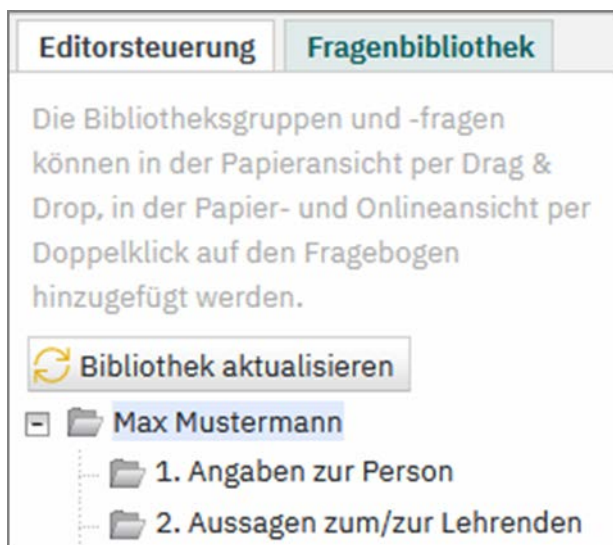 Editorsteuerung Fragenbibliothek
Die Bibliotheksgruppen und -fragen
können in der Papieransicht per Drag &
Drop, in der Papier- und Onlineansicht per
Doppelklick auf den Fragebogen
hinzugefügt werden.
Bibliothek aktualisieren
Max Mustermann
1. Angaben zur Person
2. Aussagen zum/zur Lehrenden